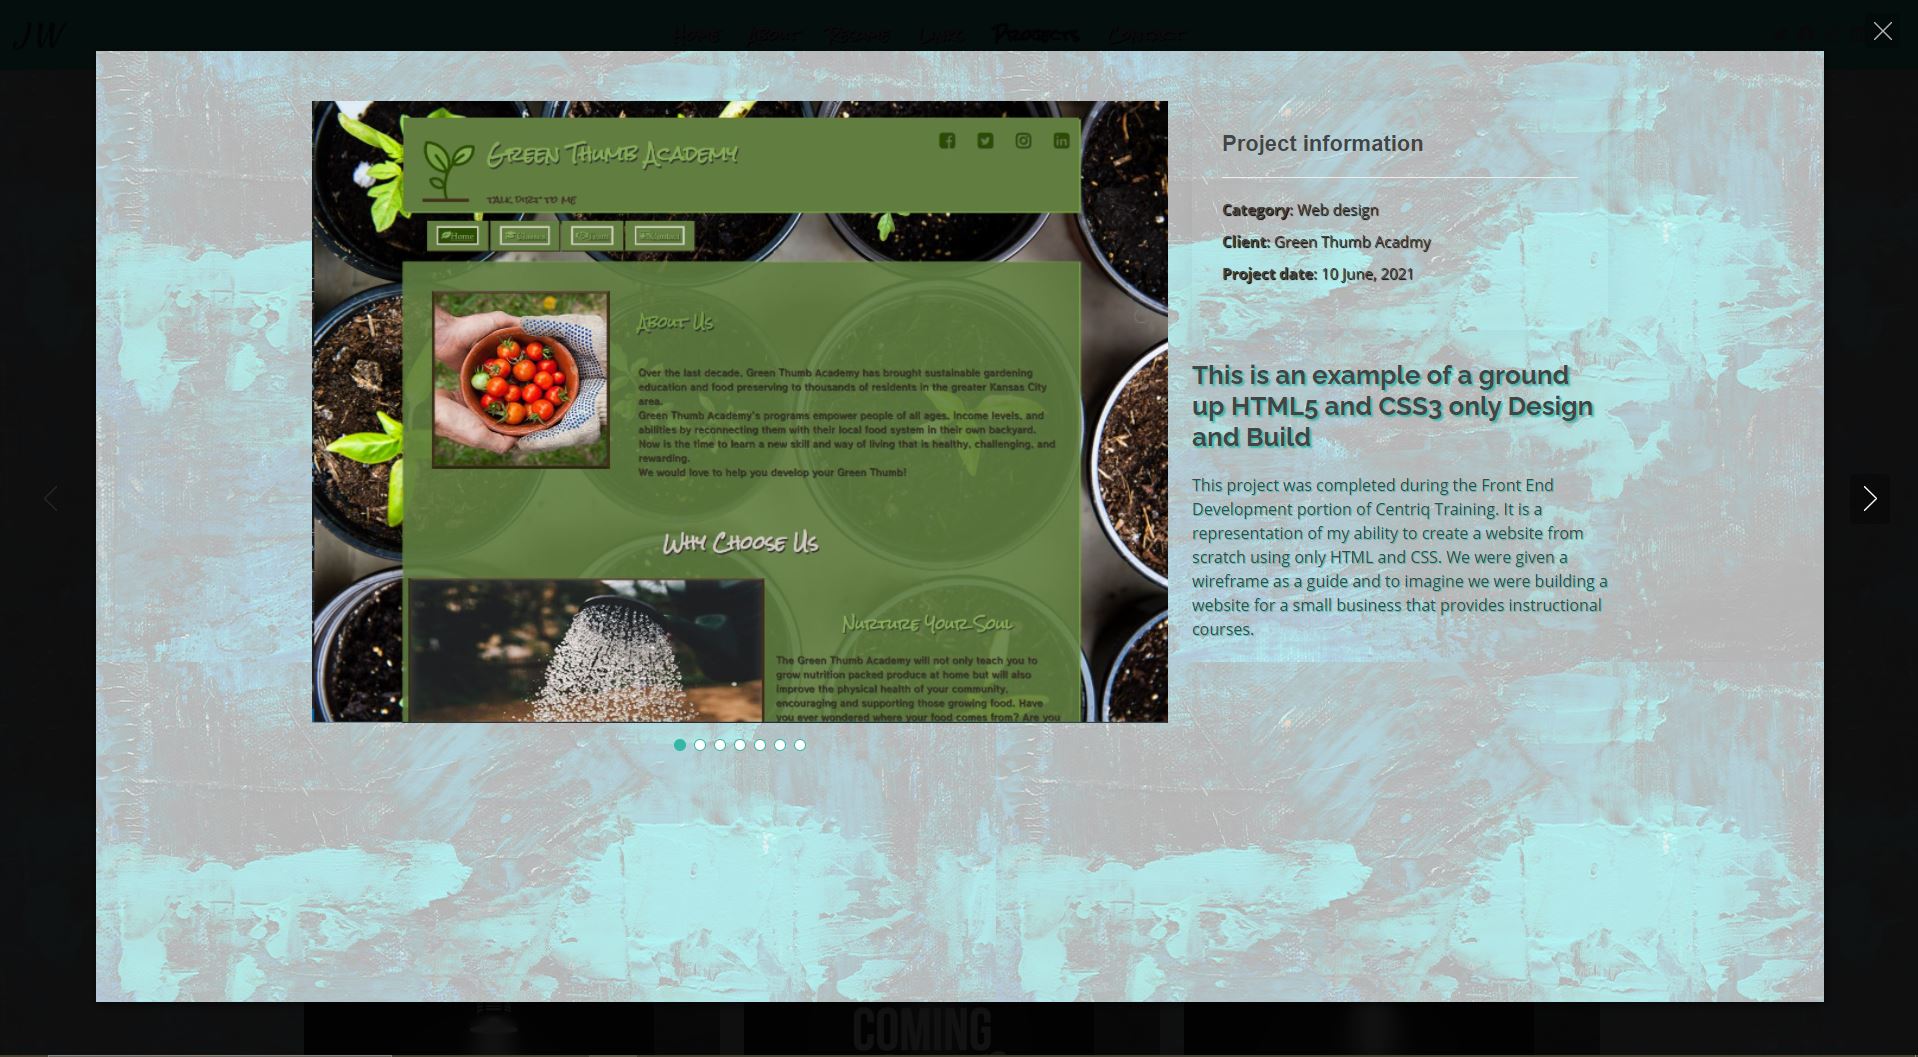 JW
Home About Resume Links Projects Contact
Green Thumb Academy
TALK DIRT TO ME
Home Classes Team Contact
About Us
Over the last decade, Green Thumb Academy has brought sustainable gardening
education and food preserving to thousands of residents in the greater Kansas City
area.
Green Thumb Academy's programs empower people of all ages, income levels, and
abilities by reconnecting them with their local food system in their own backyard.
Now is the time to learn a new skill and way of living that is healthy, challenging, and
rewarding.
We would love to help you develop your Green Thumb!
Why Choose Us
Nurture Your Soul
The Green Thumb Academy will not only teach you to
grow nutrition packed produce at home but will also
improve the physical health of your community,
encouraging and supporting those growing food. Have
you ever wondered where your food comes from? Are you
Project information
Category: Web design
Client: Green Thumb Acadmy
Project date: 10 June, 2021
This is an example of a ground
up HTML5 and CSS3 only Design
and Build
This project was completed during the Front End
Development portion of Centriq Training. It is a
representation of my ability to create a website from
scratch using only HTML and CSS. We were given a
wireframe as a guide and to imagine we were building a
website for a small business that provides instructional
courses.
COMING